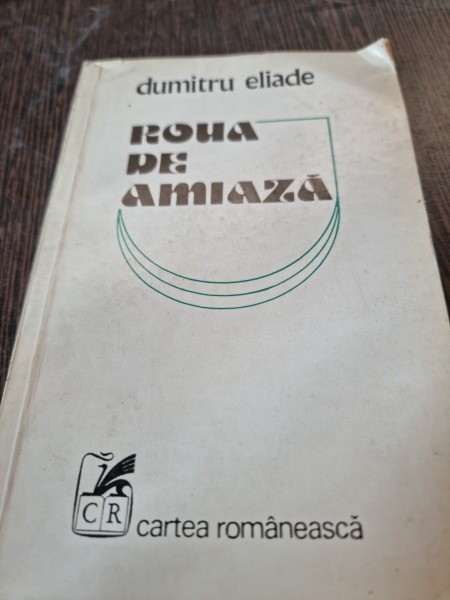 dumitru eliade
ROUA
DE
AMIAZĂ
CR
cartea românească